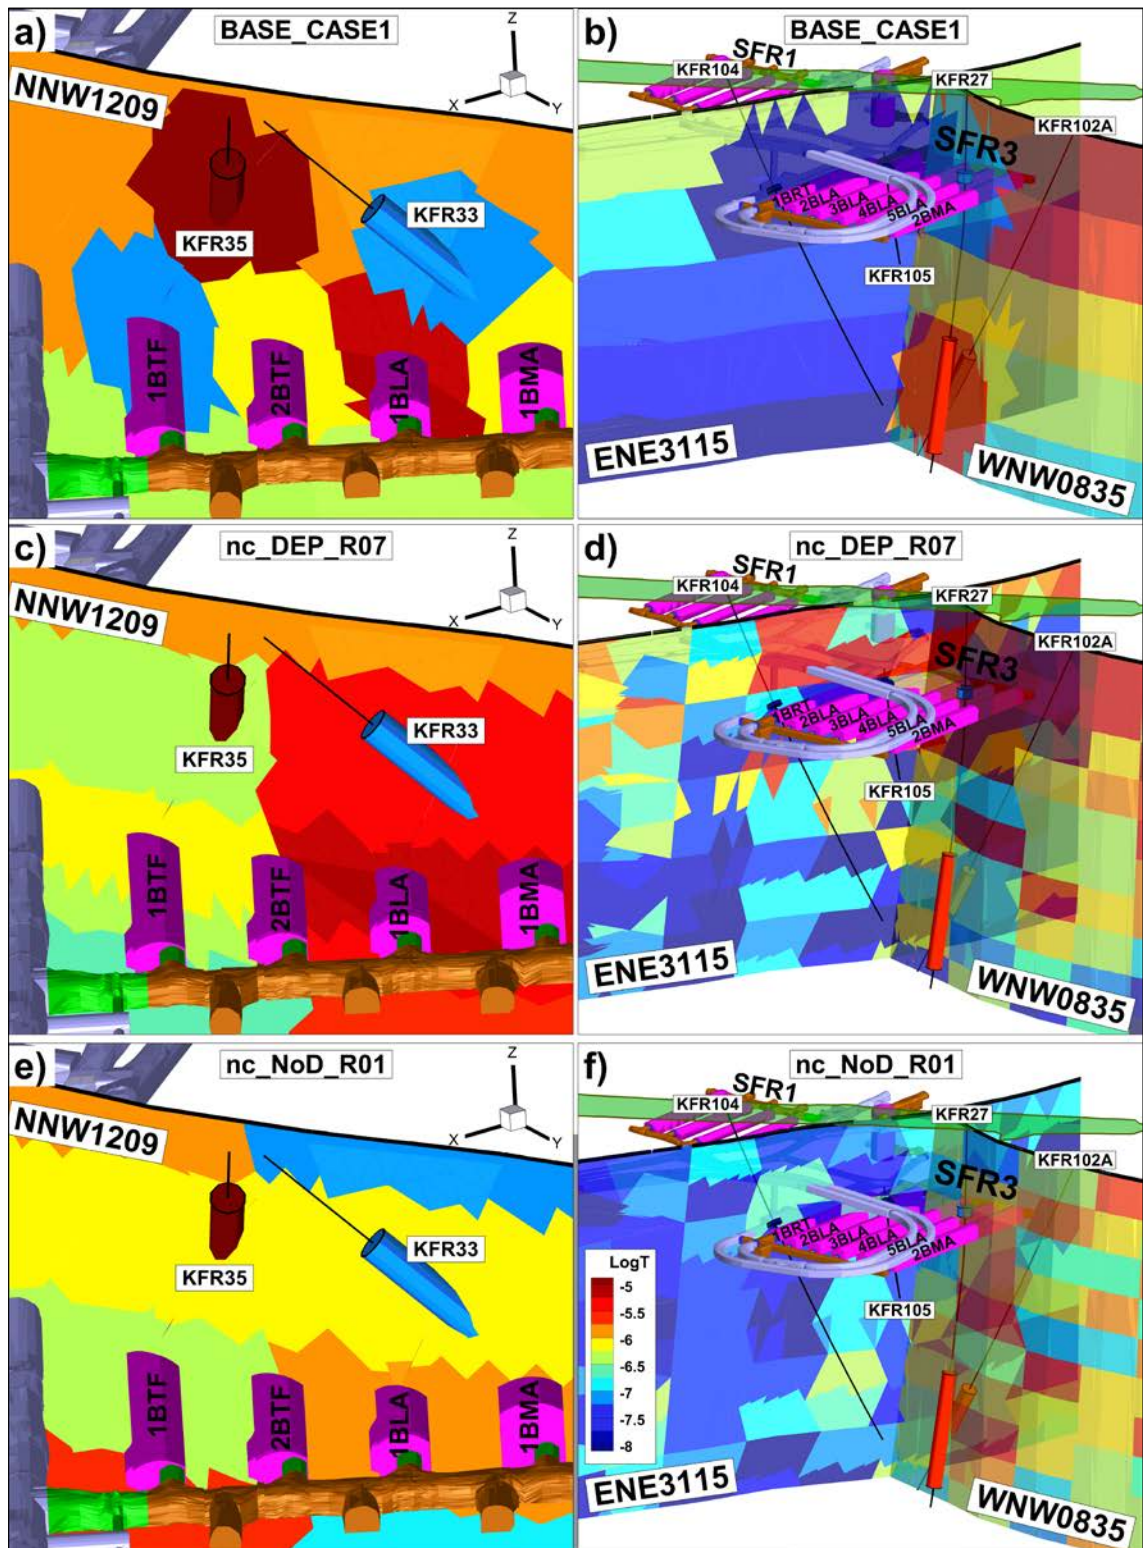 a)
BASE_CASE1
Z
X
Y
NNW1209
KFR35
KFR33
1BTF
2BTF
1BLA
1BMA
b)
BASE_CASE1
SFR1
KFR104
KFR27
KFR102A
SFR3
1BRT
2BLA
3BLA
4BLA
5BLA
2BMA
KFR105
ENE3115
WNW0835
c)
nc_DEP_R07
Z
X
Y
NNW1209
KFR35
KFR33
1BTF
2BTF
1BLA
1BMA
d)
nc_DEP_R07
SFR1
KFR104
KFR27
KFR102A
SFR3
1BRT
2BLA
3BLA
4BLA
5BLA
2BMA
KFR105
ENE3115
WNW0835
e)
nc_NoD_R01
Z
X
Y
NNW1209
KFR35
KFR33
1BTF
2BTF
1BLA
1BMA
f)
nc_NoD_R01
SFR1
KFR104
KFR27
KFR102A
SFR3
1BRT
2BLA
3BLA
4BLA
5BLA
2BMA
KFR105
LogT
-5
-5.5
-6
-6.5
-7
-7.5
-8
ENE3115
WNW0835